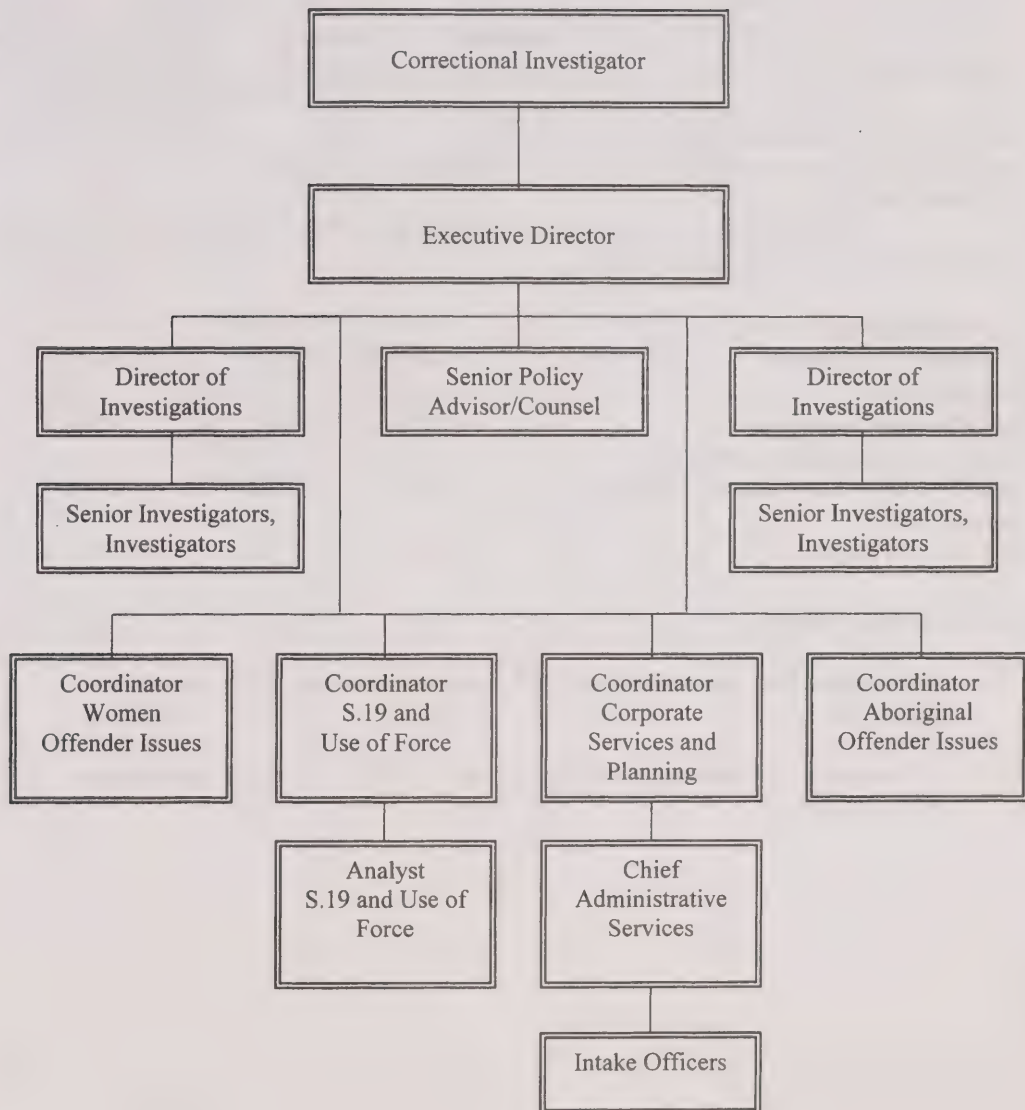 Correctional Investigator
Executive Director
Director of
Investigations
Senior Policy
Advisor/Counsel
Director of
Investigations
Senior Investigators,
Investigators
Senior Investigators,
Investigators
Coordinator
Women
Offender Issues
Coordinator
S.19 and
Use of Force
Coordinator
Corporate
Services and
Planning
Coordinator
Aboriginal
Offender Issues
Analyst
S.19 and Use of
Force
Chief
Administrative
Services
Intake Officers